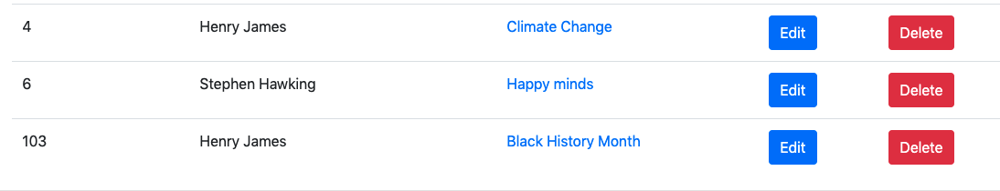 4 Henry James Climate Change Edit Delete
6 Stephen Hawking Happy minds Edit Delete
103 Henry James Black History Month Edit Delete